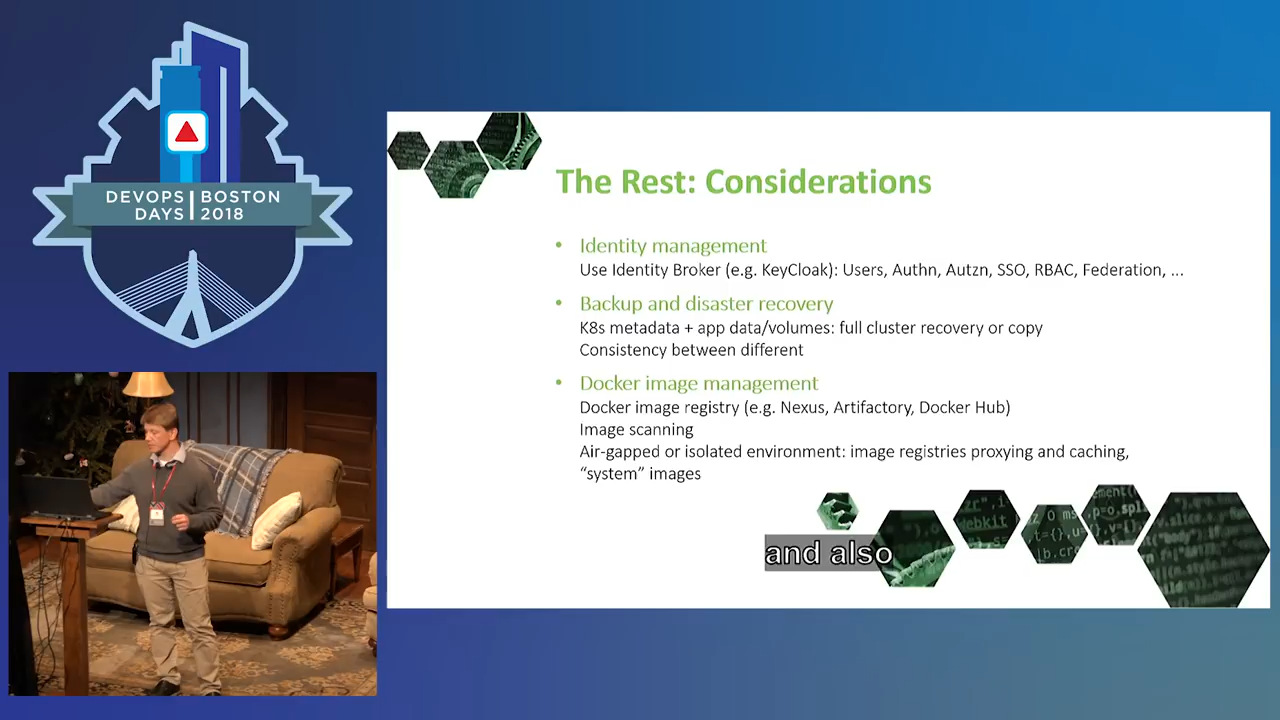 DEVOPS BOSTON
DAYS 2018
The Rest: Considerations
• Identity management
Use Identity Broker (e.g. KeyCloak): Users, Authn, Autzn, SSO, RBAC, Federation, ...
• Backup and disaster recovery
K8s metadata + app data/volumes: full cluster recovery or copy
Consistency between different
• Docker image management
Docker image registry (e.g. Nexus, Artifactory, Docker Hub)
Image scanning
Air-gapped or isolated environment: image registries proxying and caching,
“system” images
and also